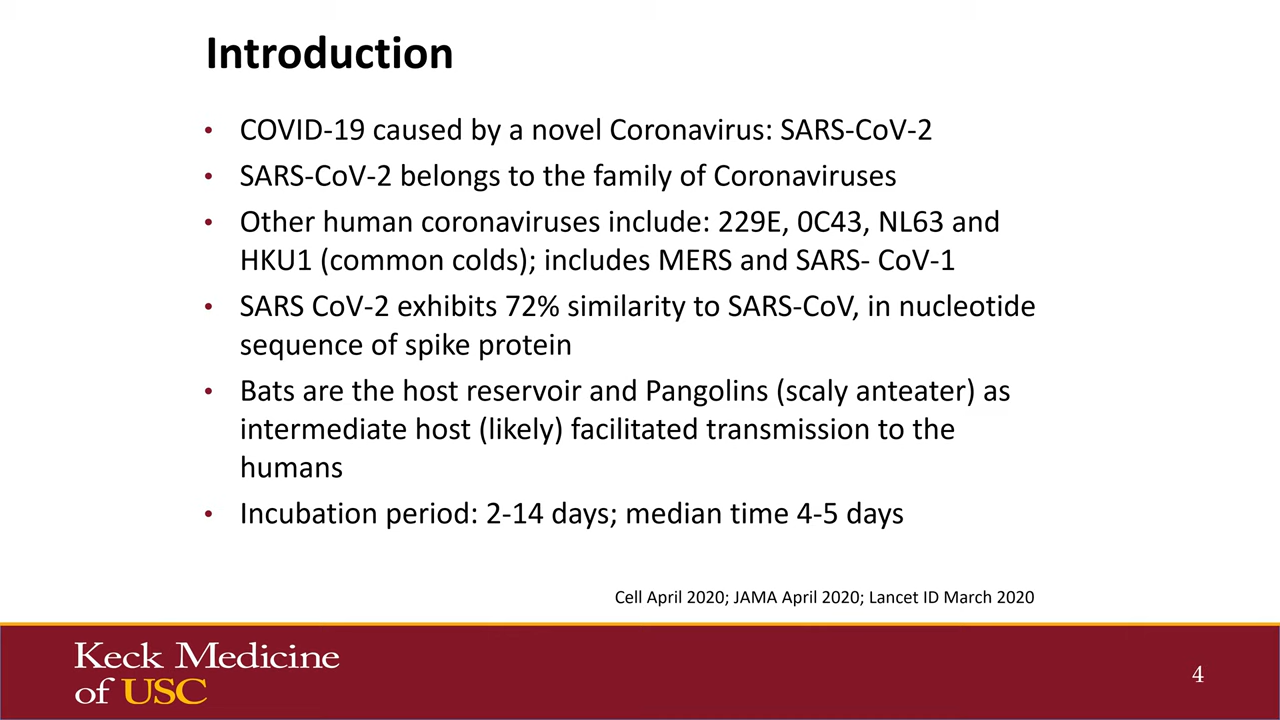 Introduction
• COVID-19 caused by a novel Coronavirus: SARS-CoV-2
• SARS-CoV-2 belongs to the family of Coronaviruses
• Other human coronaviruses include: 229E, 0C43, NL63 and
HKU1 (common colds); includes MERS and SARS- CoV-1
• SARS CoV-2 exhibits 72% similarity to SARS-CoV, in nucleotide
sequence of spike protein
• Bats are the host reservoir and Pangolins (scaly anteater) as
intermediate host (likely) facilitated transmission to the
humans
• Incubation period: 2-14 days; median time 4-5 days
Cell April 2020; JAMA April 2020; Lancet ID March 2020
Keck Medicine
of USC
4